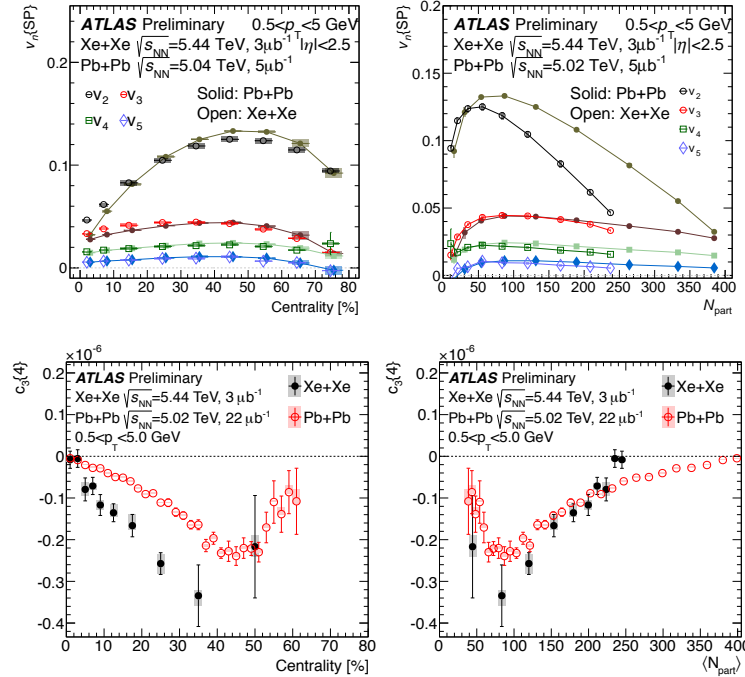 ATLAS Preliminary 0.5<p_T<5 GeV
Xe+Xe √s_NN=5.44 TeV, 3μb⁻¹ |η|<2.5
Pb+Pb √s_NN=5.04 TeV, 5μb⁻¹
v₂ v₃
v₄ v₅
Solid: Pb+Pb
Open: Xe+Xe
v_n{SP}
0.2
0.1
0
0 10 20 30 40 50 60 70 80
Centrality [%]
ATLAS Preliminary 0.5<p_T<5 GeV
Xe+Xe √s_NN=5.44 TeV, 3μb⁻¹ |η|<2.5
Pb+Pb √s_NN=5.02 TeV, 5μb⁻¹
Solid: Pb+Pb
Open: Xe+Xe
v₂
v₃
v₄
v₅
v_n{SP}
0.15
0.1
0.05
0
0 100 200 300 400
N_part
×10⁻⁶
ATLAS Preliminary
Xe+Xe √s_NN=5.44 TeV, 3 μb⁻¹
Pb+Pb √s_NN=5.02 TeV, 22 μb⁻¹
0.5<p_T<5.0 GeV
Xe+Xe
Pb+Pb
c₃{4}
0.2
0.1
0
-0.1
-0.2
-0.3
-0.4
0 10 20 30 40 50 60 70 80
Centrality [%]
×10⁻⁶
ATLAS Preliminary
Xe+Xe √s_NN=5.44 TeV, 3 μb⁻¹
Pb+Pb √s_NN=5.02 TeV, 22 μb⁻¹
0.5<p_T<5.0 GeV
Xe+Xe
Pb+Pb
c₃{4}
0.2
0.1
0
-0.1
-0.2
-0.3
-0.4
0 50 100 150 200 250 300 350 400
⟨N_part⟩